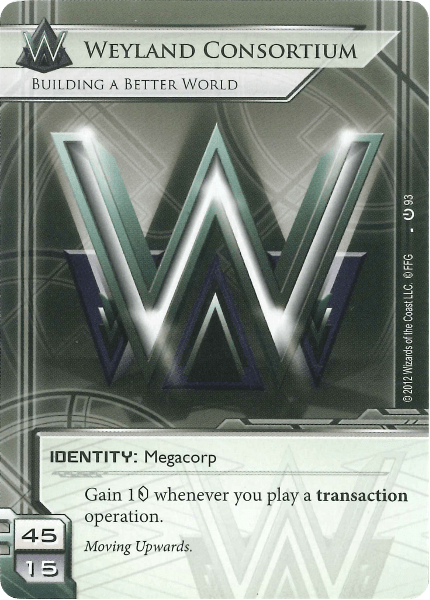 WEYLAND CONSORTIUM
BUILDING A BETTER WORLD
93
© 2012 Wizards of the Coast LLC. © FFG
IDENTITY: Megacorp
Gain 1 whenever you play a transaction
operation.
Moving Upwards.
45
15